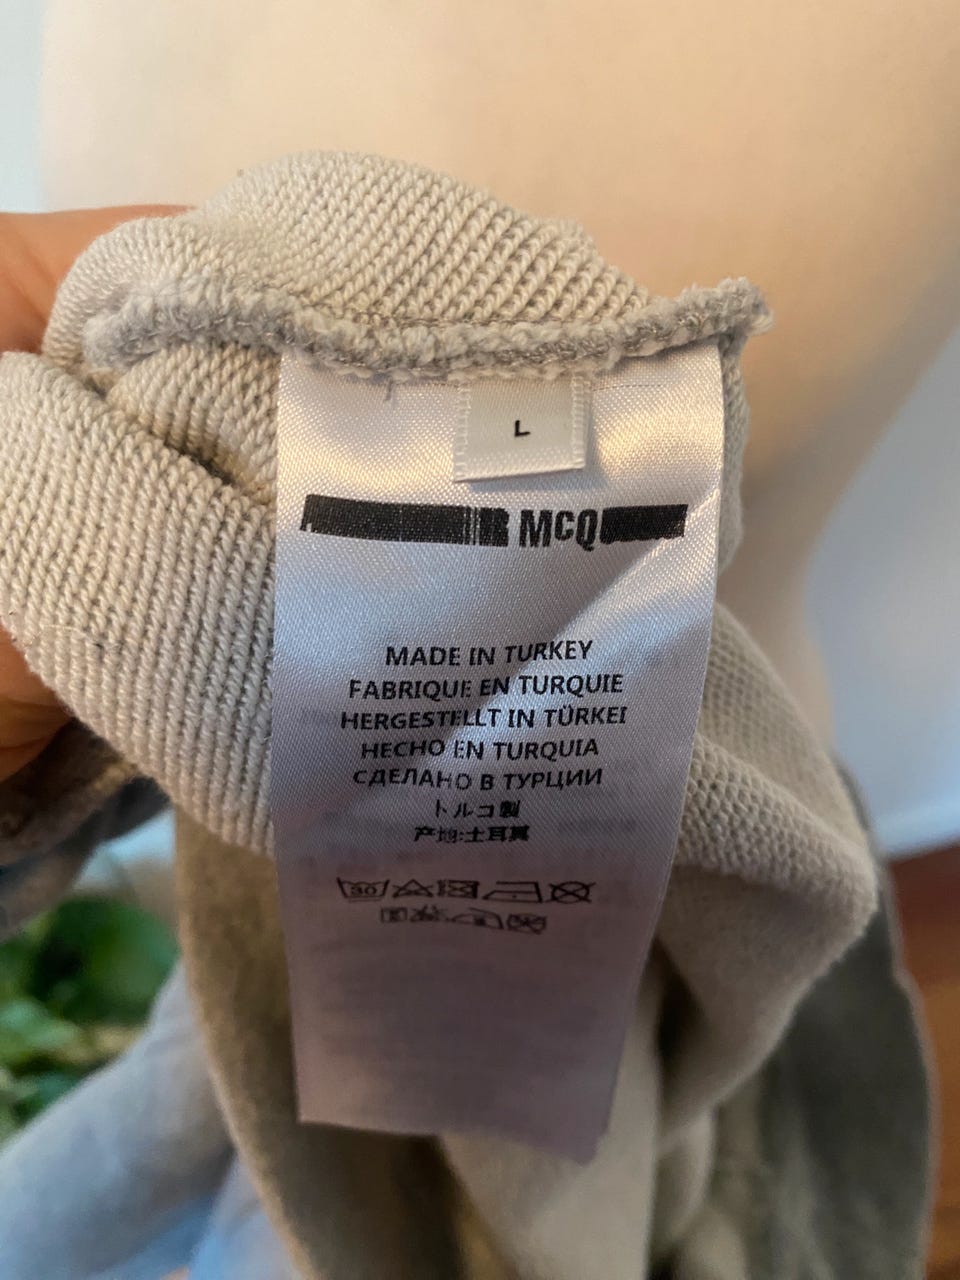 L
McQ
MADE IN TURKEY
FABRIQUE EN TURQUIE
HERGESTELLT IN TÜRKEI
HECHO EN TURQUIA
СДЕЛАНО В ТУРЦИИ
トルコ製
产地:土耳其
30